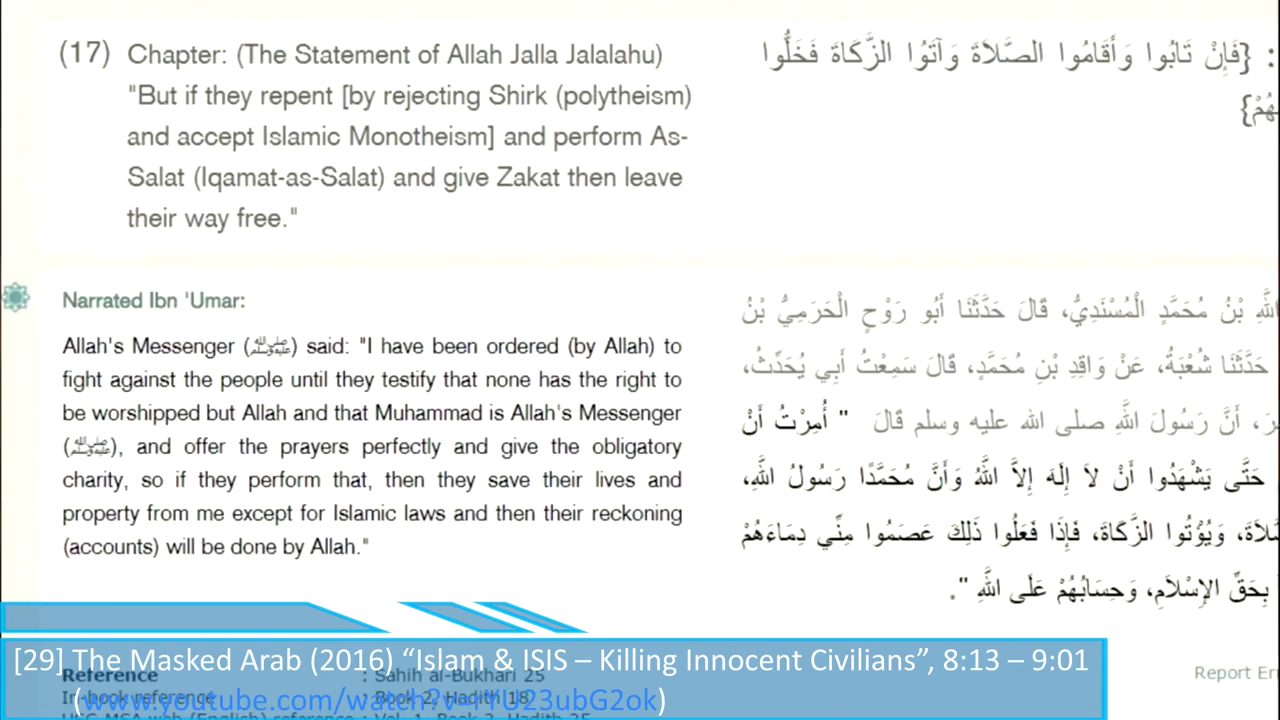 (17) Chapter: (The Statement of Allah Jalla Jalalahu)
"But if they repent [by rejecting Shirk (polytheism)
and accept Islamic Monotheism] and perform As-
Salat (Iqamat-as-Salat) and give Zakat then leave
their way free."
: {فَإِنْ تَابُوا وَأَقَامُوا الصَّلاَةَ وَآتَوُا الزَّكَاةَ فَخَلُّوا
هُمْ}
Narrated Ibn 'Umar:
Allah's Messenger (ﷺ) said: "I have been ordered (by Allah) to
fight against the people until they testify that none has the right to
be worshipped but Allah and that Muhammad is Allah's Messenger
(ﷺ), and offer the prayers perfectly and give the obligatory
charity, so if they perform that, then they save their lives and
property from me except for Islamic laws and then their reckoning
(accounts) will be done by Allah."
اللَّهِ بْنُ مُحَمَّدٍ الْمُسْنَدِيُّ، قَالَ حَدَّثَنَا أَبُو رَوْحٍ الْحَرَمِيُّ بْنُ
حَدَّثَنَا شُعْبَةُ، عَنْ وَاقِدِ بْنِ مُحَمَّدٍ، قَالَ سَمِعْتُ أَبِي يُحَدِّثُ،
أَنَّ رَسُولَ اللَّهِ صلى الله عليه وسلم قَالَ " أُمِرْتُ أَنْ
حَتَّى يَشْهَدُوا أَنْ لاَ إِلَهَ إِلاَّ اللَّهُ وَأَنَّ مُحَمَّدًا رَسُولُ اللَّهِ،
وَيُؤْتُوا الزَّكَاةَ، فَإِذَا فَعَلُوا ذَلِكَ عَصَمُوا مِنِّي دِمَاءَهُمْ
بِحَقِّ الإِسْلاَمِ، وَحِسَابُهُمْ عَلَى اللَّهِ ".
[29] The Masked Arab (2016) “Islam & ISIS – Killing Innocent Civilians”, 8:13 – 9:01
Reference : Sahih al-Bukhari 25
Report Er
In-book reference : Book 2, Hadith 18